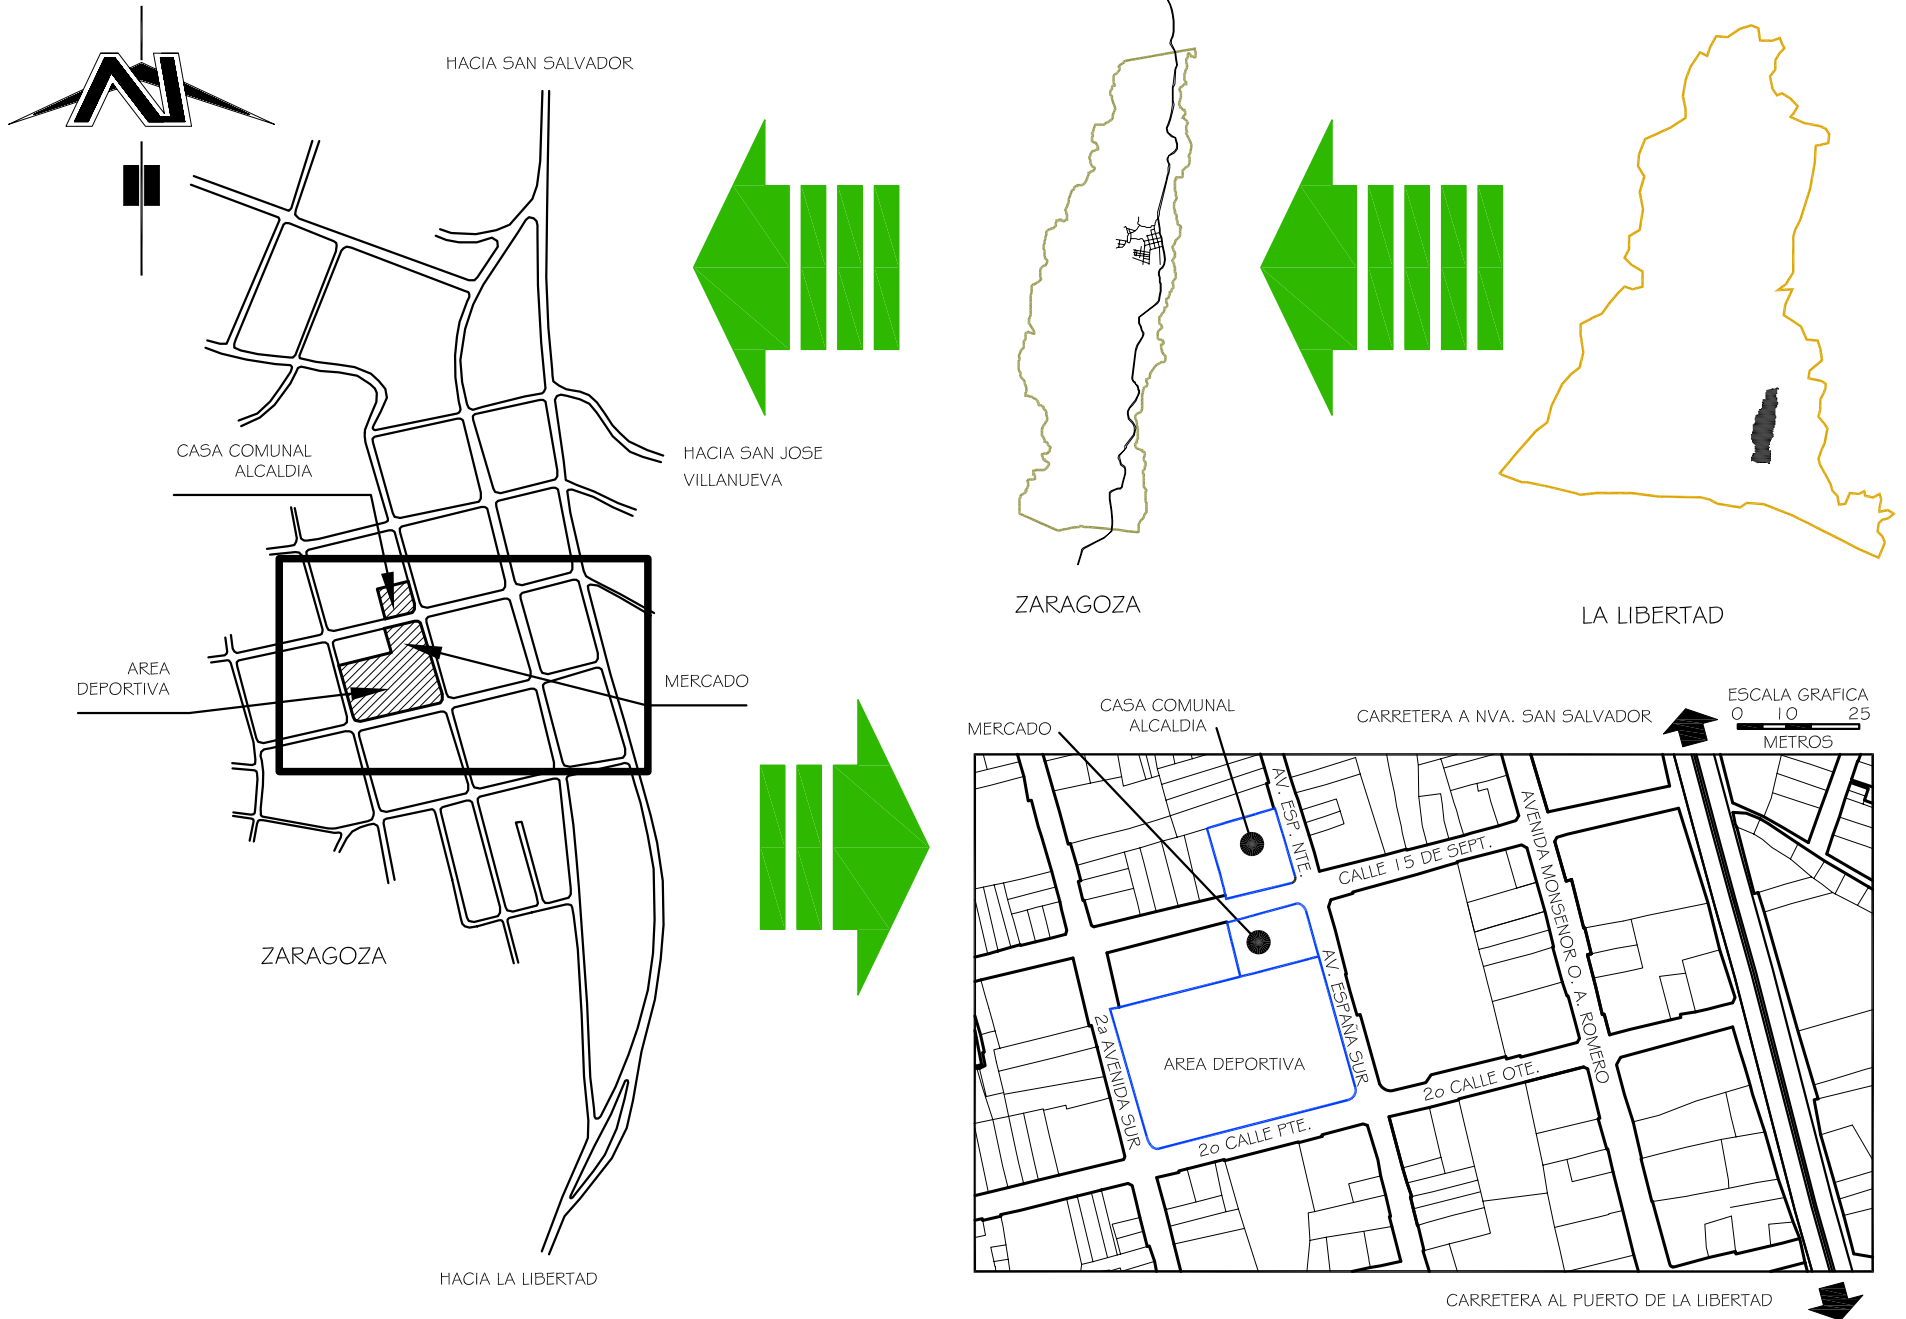 N
HACIA SAN SALVADOR
CASA COMUNAL
ALCALDIA
HACIA SAN JOSE
VILLANUEVA
AREA
DEPORTIVA
MERCADO
ZARAGOZA
HACIA LA LIBERTAD
ZARAGOZA
LA LIBERTAD
ESCALA GRAFICA
0 10 25
METROS
CARRETERA A NVA. SAN SALVADOR
CASA COMUNAL
ALCALDIA
MERCADO
AV. ESP. NTE.
CALLE 15 DE SEPT.
AVENIDA MONSENOR O. A. ROMERO
AV. ESPAÑA SUR
2a AVENIDA SUR
AREA DEPORTIVA
2o CALLE OTE.
2o CALLE PTE.
CARRETERA AL PUERTO DE LA LIBERTAD